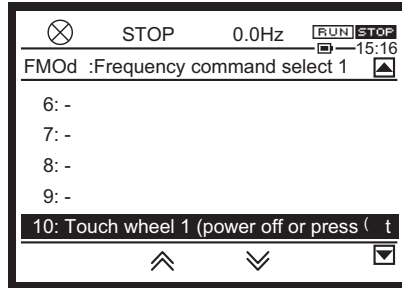 STOP 0.0Hz RUN STOP
15:16
FMOd :Frequency command select 1
6: -
7: -
8: -
9: -
10: Touch wheel 1 (power off or press